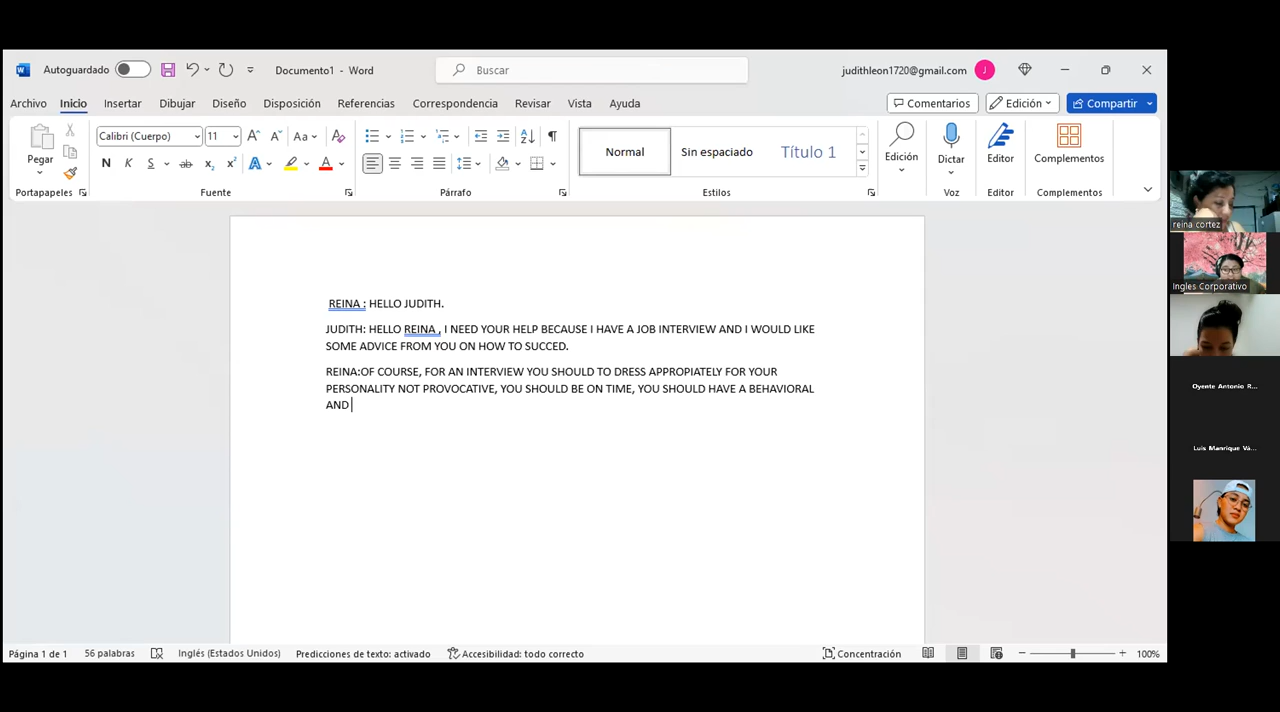 Autoguardado
Documento1 - Word
Buscar
judithleon1720@gmail.com
J
Archivo Inicio Insertar Dibujar Diseño Disposición Referencias Correspondencia Revisar Vista Ayuda
Comentarios Edición Compartir
Calibri (Cuerpo) 11
Pegar
N K S
Normal Sin espaciado Título 1
Edición Dictar Editor Complementos
Portapapeles Fuente Párrafo Estilos Voz Editor Complementos
REINA : HELLO JUDITH.
JUDITH: HELLO REINA , I NEED YOUR HELP BECAUSE I HAVE A JOB INTERVIEW AND I WOULD LIKE
SOME ADVICE FROM YOU ON HOW TO SUCCED.
REINA:OF COURSE, FOR AN INTERVIEW YOU SHOULD TO DRESS APPROPIATELY FOR YOUR
PERSONALITY NOT PROVOCATIVE, YOU SHOULD BE ON TIME, YOU SHOULD HAVE A BEHAVIORAL
AND
Página 1 de 1 56 palabras Inglés (Estados Unidos) Predicciones de texto: activado Accesibilidad: todo correcto Concentración 100%
reina cortez
Ingles Corporativo
Oyente Antonio R...
Luis Manrique Vá...